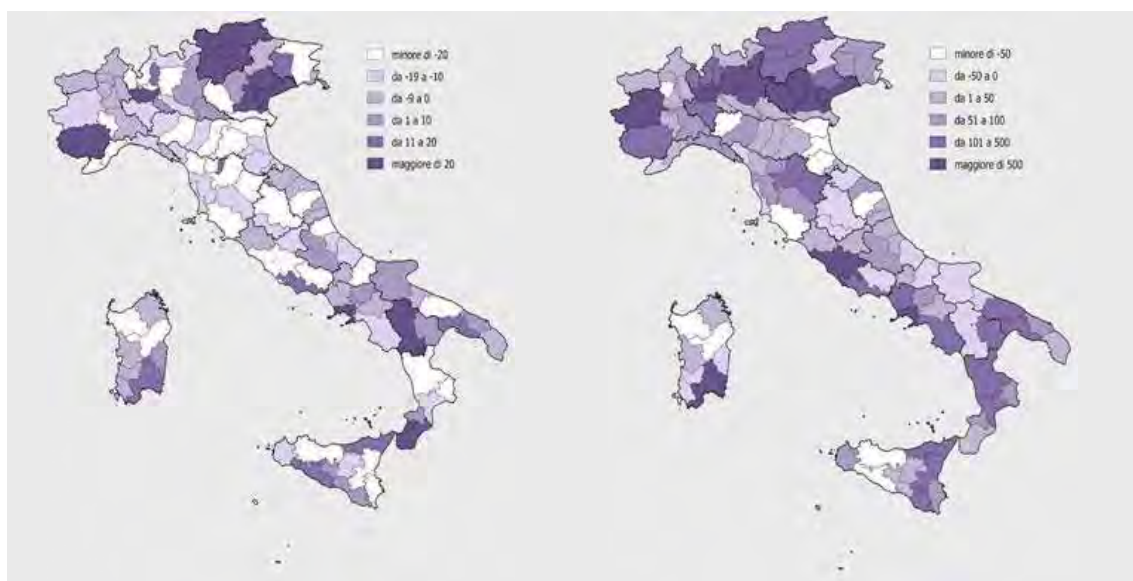 minore di -20
da -19 a -10
da -9 a 0
da 1 a 10
da 11 a 20
maggiore di 20
minore di -50
da -50 a 0
da 1 a 50
da 51 a 100
da 101 a 500
maggiore di 500